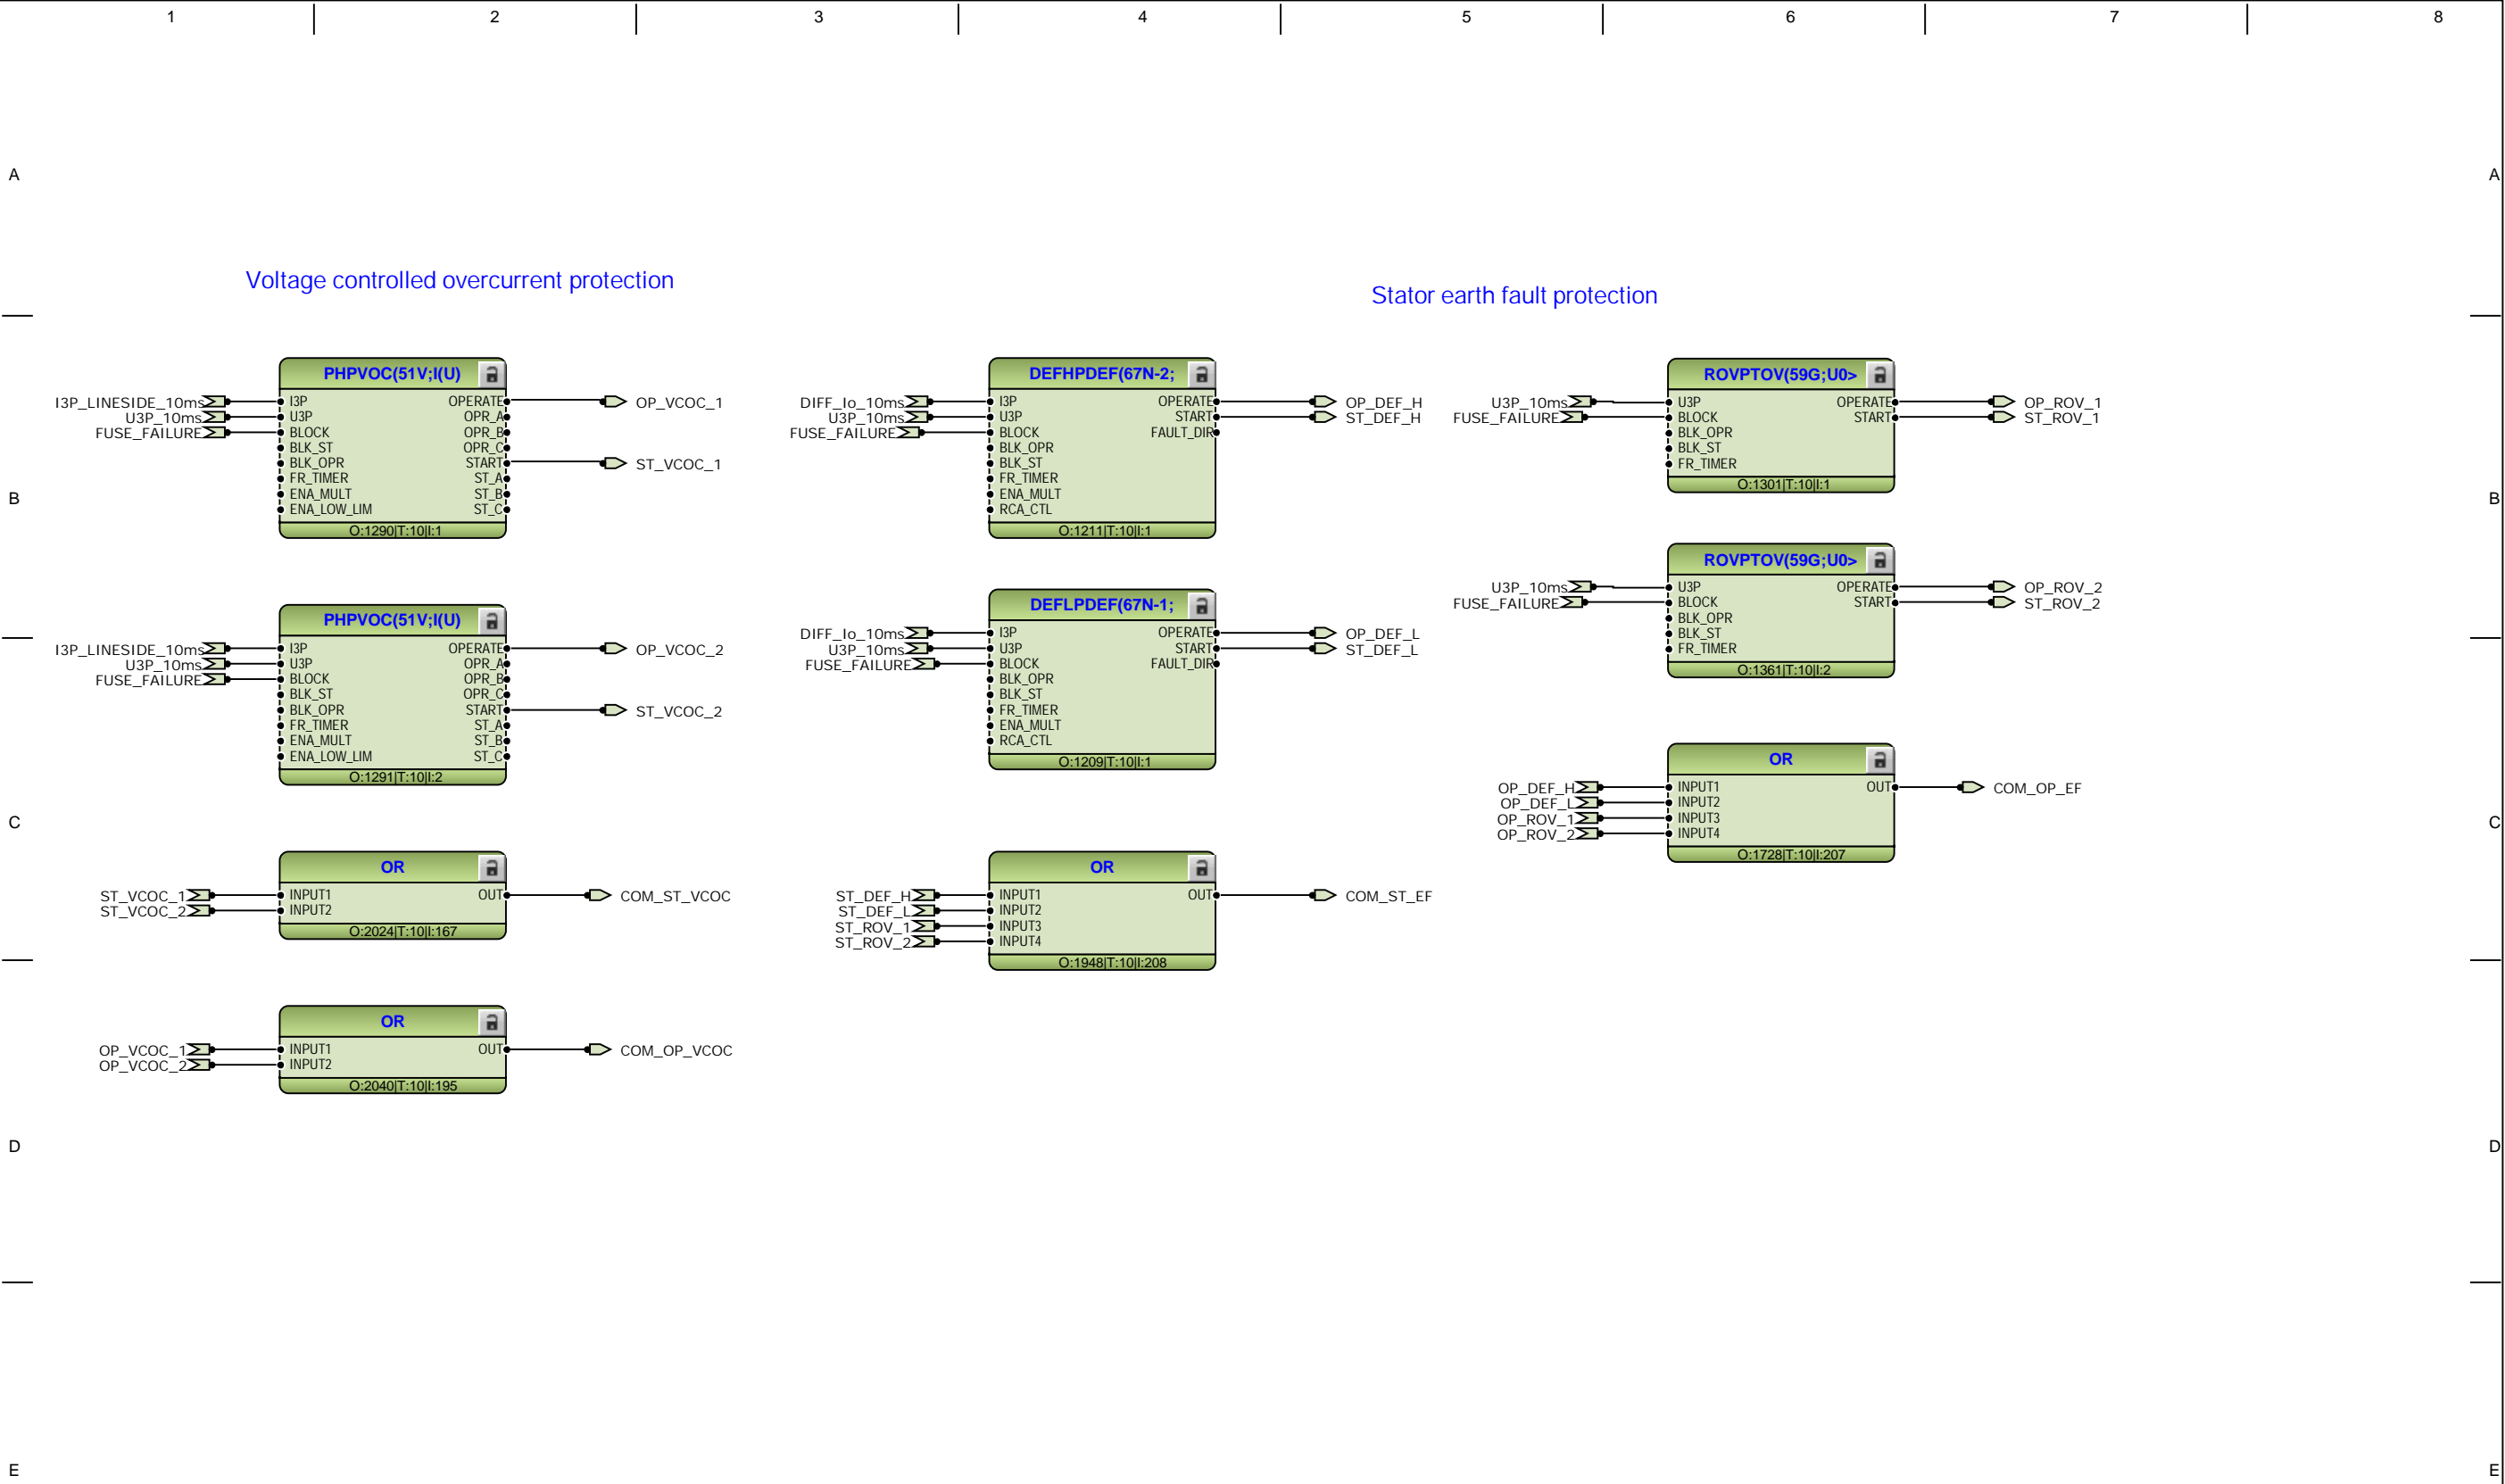 1 2 3 4 5 6 7 8
A A
Voltage controlled overcurrent protection
Stator earth fault protection
PHPVOC(51V;I(U)
I3P_LINESIDE_10ms I3P OPERATE OP_VCOC_1
U3P_10ms U3P OPR_A
FUSE_FAILURE BLOCK OPR_B
BLK_ST OPR_C
BLK_OPR START ST_VCOC_1
FR_TIMER ST_A
ENA_MULT ST_B
ENA_LOW_LIM ST_C
O:1290|T:10|I:1
DEFHPDEF(67N-2;
DIFF_Io_10ms I3P OPERATE OP_DEF_H
U3P_10ms U3P START ST_DEF_H
FUSE_FAILURE BLOCK FAULT_DIR
BLK_OPR
BLK_ST
FR_TIMER
ENA_MULT
RCA_CTL
O:1211|T:10|I:1
ROVPTOV(59G;U0>
U3P_10ms U3P OPERATE OP_ROV_1
FUSE_FAILURE BLOCK START ST_ROV_1
BLK_OPR
BLK_ST
FR_TIMER
O:1301|T:10|I:1
B B
PHPVOC(51V;I(U)
I3P_LINESIDE_10ms I3P OPERATE OP_VCOC_2
U3P_10ms U3P OPR_A
FUSE_FAILURE BLOCK OPR_B
BLK_ST OPR_C
BLK_OPR START ST_VCOC_2
FR_TIMER ST_A
ENA_MULT ST_B
ENA_LOW_LIM ST_C
O:1291|T:10|I:2
DEFLPDEF(67N-1;
DIFF_Io_10ms I3P OPERATE OP_DEF_L
U3P_10ms U3P START ST_DEF_L
FUSE_FAILURE BLOCK FAULT_DIR
BLK_OPR
BLK_ST
FR_TIMER
ENA_MULT
RCA_CTL
O:1209|T:10|I:1
ROVPTOV(59G;U0>
U3P_10ms U3P OPERATE OP_ROV_2
FUSE_FAILURE BLOCK START ST_ROV_2
BLK_OPR
BLK_ST
FR_TIMER
O:1361|T:10|I:2
OR
OP_DEF_H INPUT1 OUT COM_OP_EF
OP_DEF_L INPUT2
OP_ROV_1 INPUT3
OP_ROV_2 INPUT4
O:1728|T:10|I:207
C C
OR
ST_VCOC_1 INPUT1 OUT COM_ST_VCOC
ST_VCOC_2 INPUT2
O:2024|T:10|I:167
OR
ST_DEF_H INPUT1 OUT COM_ST_EF
ST_DEF_L INPUT2
ST_ROV_1 INPUT3
ST_ROV_2 INPUT4
O:1948|T:10|I:208
OR
OP_VCOC_1 INPUT1 OUT COM_OP_VCOC
OP_VCOC_2 INPUT2
O:2040|T:10|I:195
D D
E E